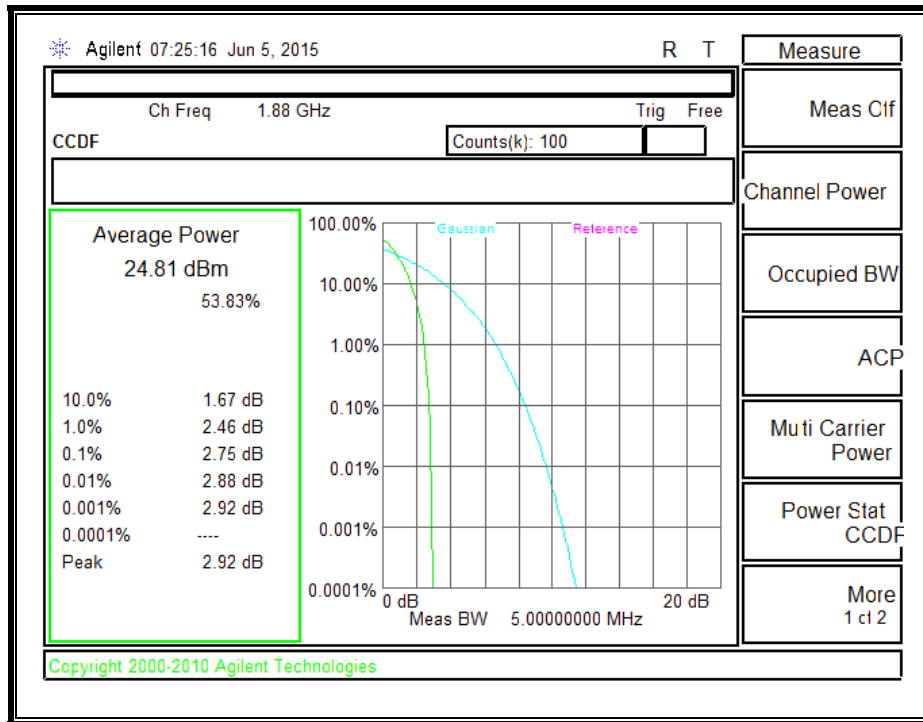 Agilent 07:25:16 Jun 5, 2015 R T
Measure
Ch Freq 1.88 GHz Trig Free
CCDF Counts(k): 100
Average Power
24.81 dBm
53.83%
10.0% 1.67 dB
1.0% 2.46 dB
0.1% 2.75 dB
0.01% 2.88 dB
0.001% 2.92 dB
0.0001% ----
Peak 2.92 dB
Gaussian Reference
100.00%
10.00%
1.00%
0.10%
0.01%
0.001%
0.0001%
0 dB 20 dB
Meas BW 5.00000000 MHz
Meas Off
Channel Power
Occupied BW
ACP
Multi Carrier
Power
Power Stat
CCDF
More
1 of 2
Copyright 2000-2010 Agilent Technologies